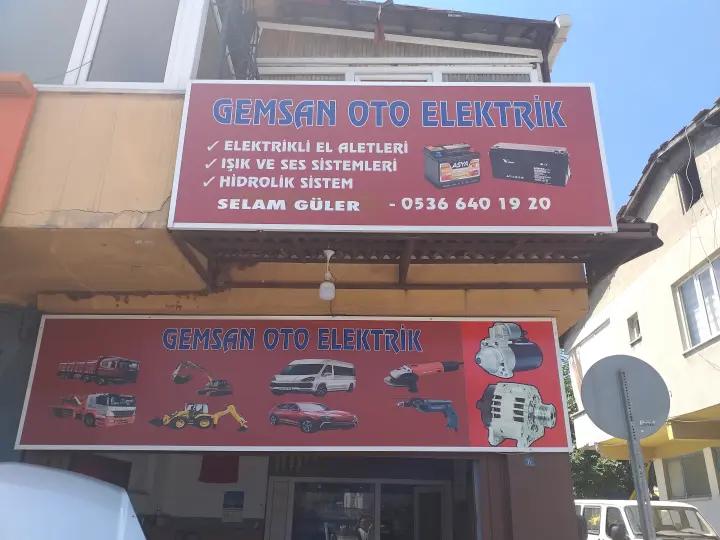 GEMSAN OTO ELEKTRİK
✓ ELEKTRİKLİ EL ALETLERİ
✓ IŞIK VE SES SİSTEMLERİ
✓ HİDROLİK SİSTEM
SELAM GÜLER - 0536 640 19 20
ASYA
GEMSAN OTO ELEKTRİK